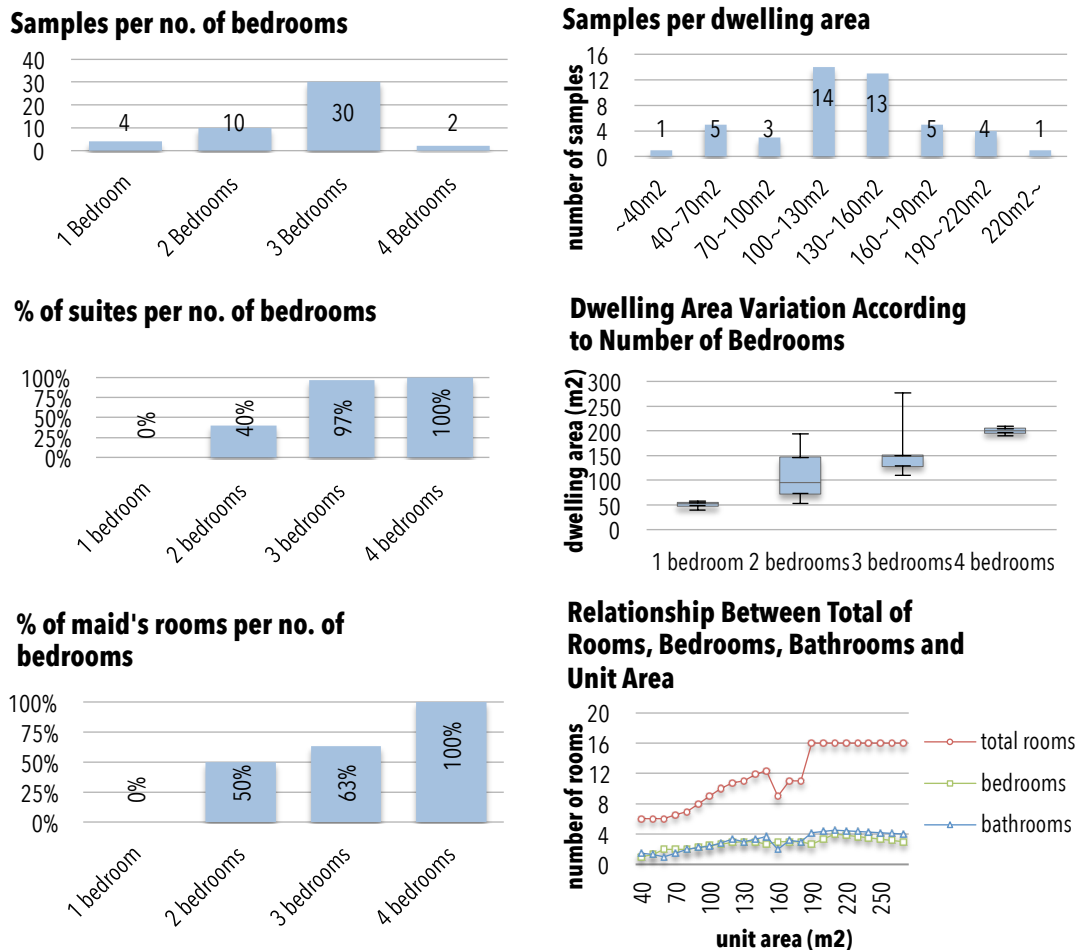 Samples per no. of bedrooms
40
30
20
10
0
4
10
30
2
1 Bedroom
2 Bedrooms
3 Bedrooms
4 Bedrooms
Samples per dwelling area
number of samples
16
12
8
4
0
1
5
3
14
13
5
4
1
~40m2
40~70m2
70~100m2
100~130m2
130~160m2
160~190m2
190~220m2
220m2~
% of suites per no. of bedrooms
100%
75%
50%
25%
0%
0%
40%
97%
100%
1 bedroom
2 bedrooms
3 bedrooms
4 bedrooms
Dwelling Area Variation According
to Number of Bedrooms
dwelling area (m2)
300
250
200
150
100
50
0
1 bedroom 2 bedrooms 3 bedrooms 4 bedrooms
% of maid's rooms per no. of
bedrooms
100%
75%
50%
25%
0%
0%
50%
63%
100%
1 bedroom
2 bedrooms
3 bedrooms
4 bedrooms
Relationship Between Total of
Rooms, Bedrooms, Bathrooms and
Unit Area
number of rooms
20
16
12
8
4
0
40
70
100
130
160
190
220
250
unit area (m2)
total rooms
bedrooms
bathrooms